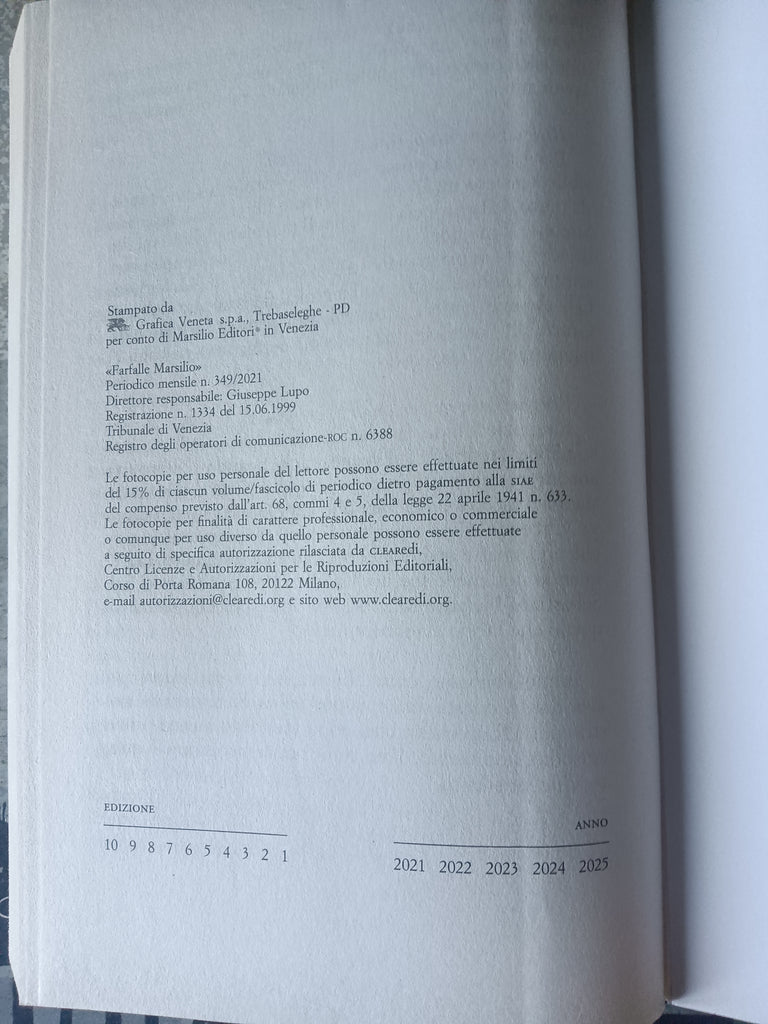 Stampato da
Grafica Veneta s.p.a., Trebaseleghe - PD
per conto di Marsilio Editori® in Venezia
«Farfalle Marsilio»
Periodico mensile n. 349/2021
Direttore responsabile: Giuseppe Lupo
Registrazione n. 1334 del 15.06.1999
Tribunale di Venezia
Registro degli operatori di comunicazione-ROC n. 6388
Le fotocopie per uso personale del lettore possono essere effettuate nei limiti
del 15% di ciascun volume/fascicolo di periodico dietro pagamento alla SIAE
del compenso previsto dall'art. 68, commi 4 e 5, della legge 22 aprile 1941 n. 633.
Le fotocopie per finalità di carattere professionale, economico o commerciale
o comunque per uso diverso da quello personale possono essere effettuate
a seguito di specifica autorizzazione rilasciata da CLEAREdi,
Centro Licenze e Autorizzazioni per le Riproduzioni Editoriali,
Corso di Porta Romana 108, 20122 Milano,
e-mail autorizzazioni@clearedi.org e sito web www.clearedi.org.
EDIZIONE
10 9 8 7 6 5 4 3 2 1
ANNO
2021 2022 2023 2024 2025